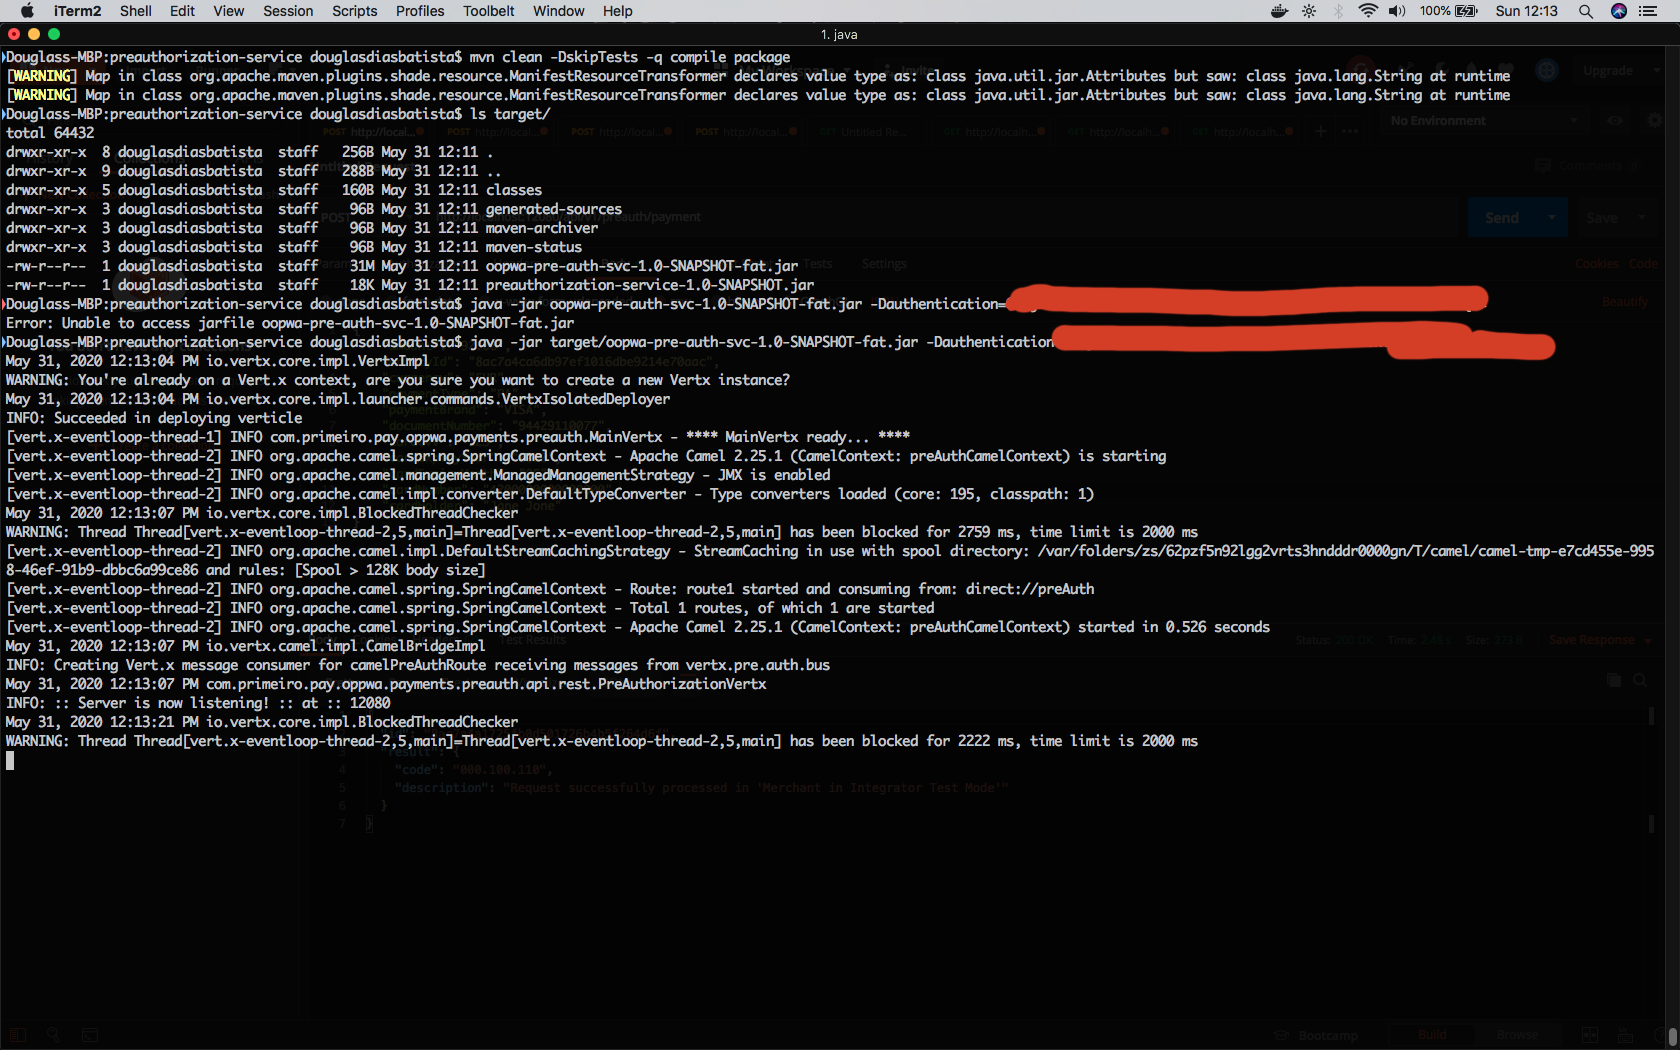 iTerm2 Shell Edit View Session Scripts Profiles Toolbelt Window Help 100% Sun 12:13
1. java
Douglass-MBP:preauthorization-service douglasdiasbatista$ mvn clean -DskipTests -q compile package
[WARNING] Map in class org.apache.maven.plugins.shade.resource.ManifestResourceTransformer declares value type as: class java.util.jar.Attributes but saw: class java.lang.String at runtime
[WARNING] Map in class org.apache.maven.plugins.shade.resource.ManifestResourceTransformer declares value type as: class java.util.jar.Attributes but saw: class java.lang.String at runtime
Douglass-MBP:preauthorization-service douglasdiasbatista$ ls target/
total 64432
drwxr-xr-x 8 douglasdiasbatista staff 256B May 31 12:11 .
drwxr-xr-x 9 douglasdiasbatista staff 288B May 31 12:11 ..
drwxr-xr-x 5 douglasdiasbatista staff 160B May 31 12:11 classes
drwxr-xr-x 3 douglasdiasbatista staff 96B May 31 12:11 generated-sources
drwxr-xr-x 3 douglasdiasbatista staff 96B May 31 12:11 maven-archiver
drwxr-xr-x 3 douglasdiasbatista staff 96B May 31 12:11 maven-status
-rw-r--r-- 1 douglasdiasbatista staff 31M May 31 12:11 oopwa-pre-auth-svc-1.0-SNAPSHOT-fat.jar
-rw-r--r-- 1 douglasdiasbatista staff 18K May 31 12:11 preauthorization-service-1.0-SNAPSHOT.jar
Douglass-MBP:preauthorization-service douglasdiasbatista$ java -jar oopwa-pre-auth-svc-1.0-SNAPSHOT-fat.jar -Dauthentication=
Error: Unable to access jarfile oopwa-pre-auth-svc-1.0-SNAPSHOT-fat.jar
Douglass-MBP:preauthorization-service douglasdiasbatista$ java -jar target/oopwa-pre-auth-svc-1.0-SNAPSHOT-fat.jar -Dauthentication
May 31, 2020 12:13:04 PM io.vertx.core.impl.VertxImpl
WARNING: You're already on a Vert.x context, are you sure you want to create a new Vertx instance?
May 31, 2020 12:13:04 PM io.vertx.core.impl.launcher.commands.VertxIsolatedDeployer
INFO: Succeeded in deploying verticle
[vert.x-eventloop-thread-1] INFO com.primeiro.pay.oppwa.payments.preauth.MainVertx - **** MainVertx ready... ****
[vert.x-eventloop-thread-2] INFO org.apache.camel.spring.SpringCamelContext - Apache Camel 2.25.1 (CamelContext: preAuthCamelContext) is starting
[vert.x-eventloop-thread-2] INFO org.apache.camel.management.ManagedManagementStrategy - JMX is enabled
[vert.x-eventloop-thread-2] INFO org.apache.camel.impl.converter.DefaultTypeConverter - Type converters loaded (core: 195, classpath: 1)
May 31, 2020 12:13:07 PM io.vertx.core.impl.BlockedThreadChecker
WARNING: Thread Thread[vert.x-eventloop-thread-2,5,main]=Thread[vert.x-eventloop-thread-2,5,main] has been blocked for 2759 ms, time limit is 2000 ms
[vert.x-eventloop-thread-2] INFO org.apache.camel.impl.DefaultStreamCachingStrategy - StreamCaching in use with spool directory: /var/folders/zs/62pzf5n92lgg2vrts3hndddr0000gn/T/camel/camel-tmp-e7cd455e-995
8-46ef-91b9-dbbc6a99ce86 and rules: [Spool > 128K body size]
[vert.x-eventloop-thread-2] INFO org.apache.camel.spring.SpringCamelContext - Route: route1 started and consuming from: direct://preAuth
[vert.x-eventloop-thread-2] INFO org.apache.camel.spring.SpringCamelContext - Total 1 routes, of which 1 are started
[vert.x-eventloop-thread-2] INFO org.apache.camel.spring.SpringCamelContext - Apache Camel 2.25.1 (CamelContext: preAuthCamelContext) started in 0.526 seconds
May 31, 2020 12:13:07 PM io.vertx.camel.impl.CamelBridgeImpl
INFO: Creating Vert.x message consumer for camelPreAuthRoute receiving messages from vertx.pre.auth.bus
May 31, 2020 12:13:07 PM com.primeiro.pay.oppwa.payments.preauth.api.rest.PreAuthorizationVertx
INFO: :: Server is now listening! :: at :: 12080
May 31, 2020 12:13:21 PM io.vertx.core.impl.BlockedThreadChecker
WARNING: Thread Thread[vert.x-eventloop-thread-2,5,main]=Thread[vert.x-eventloop-thread-2,5,main] has been blocked for 2222 ms, time limit is 2000 ms
4 "code": "000.100.110",
5 "description": "Request successfully processed in 'Merchant in Integrator Test Mode'"
6 }
7 }
Bootcamp Build Browse